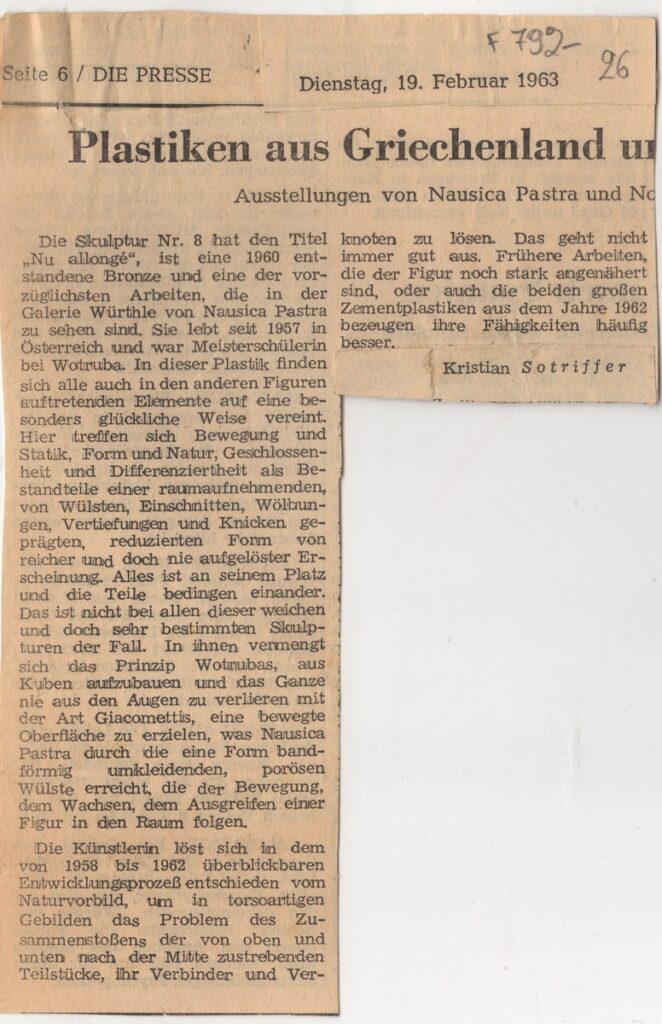 F 792-
26
Seite 6 / DIE PRESSE
Dienstag, 19. Februar 1963
Plastiken aus Griechenland u
Ausstellungen von Nausica Pastra und No
Die Skulptur Nr. 8 hat den Titel
„Nu allongé“, ist eine 1960 ent-
standene Bronze und eine der vor-
züglichsten Arbeiten, die in der
Galerie Würthle von Nausica Pastra
zu sehen sind. Sie lebt seit 1957 in
Österreich und war Meisterschülerin
bei Wotruba. In dieser Plastik finden
sich alle auch in den anderen Figuren
auftretenden Elemente auf eine be-
sonders glückliche Weise vereint.
Hier treffen sich Bewegung und
Statik, Form und Natur, Geschlossen-
heit und Differenziertheit als Be-
standteile einer raumaufnehmenden,
von Wülsten, Einschnitten, Wölbun-
gen, Vertiefungen und Knicken ge-
prägten, reduzierten Form von
reicher und doch nie aufgelöster Er-
scheinung. Alles ist an seinem Platz
und die Teile bedingen einander.
Das ist nicht bei allen dieser weichen
und doch sehr bestimmten Skulp-
turen der Fall. In ihnen vermengt
sich das Prinzip Wotrubas, aus
Kuben aufzubauen und das Ganze
nie aus den Augen zu verlieren mit
der Art Giacomettis, eine bewegte
Oberfläche zu erzielen, was Nausica
Pastra durch die eine Form band-
förmig umkleidenden, porösen
Wülste erreicht, die der Bewegung,
dem Wachsen, dem Ausgreifen einer
Figur in den Raum folgen.
Die Künstlerin löst sich in dem
von 1958 bis 1962 überblickbaren
Entwicklungsprozeß entschieden vom
Naturvorbild, um in torsoartigen
Gebilden das Problem des Zu-
sammenstoßens der von oben und
unten nach der Mitte zustrebenden
Teilstücke, ihr Verbinder und Ver-
knoten zu lösen. Das geht nicht
immer gut aus. Frühere Arbeiten,
die der Figur noch stark angenähert
sind, oder auch die beiden großen
Zementplastiken aus dem Jahre 1962
bezeugen ihre Fähigkeiten häufig
besser.
Kristian Sotriffer